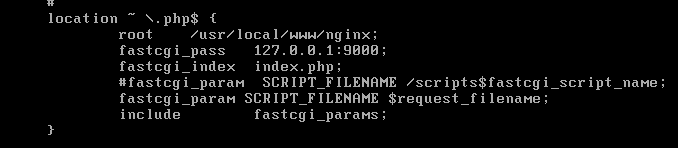 #
location ~ \.php$ {
root /usr/local/www/nginx;
fastcgi_pass 127.0.0.1:9000;
fastcgi_index index.php;
#fastcgi_param SCRIPT_FILENAME /scripts$fastcgi_script_name;
fastcgi_param SCRIPT_FILENAME $request_filename;
include fastcgi_params;
}